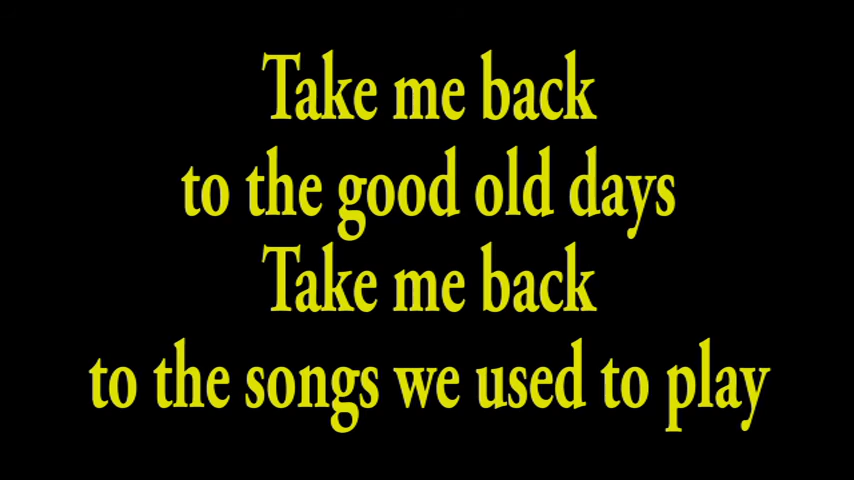 Take me back
to the good old days
Take me back
to the songs we used to play